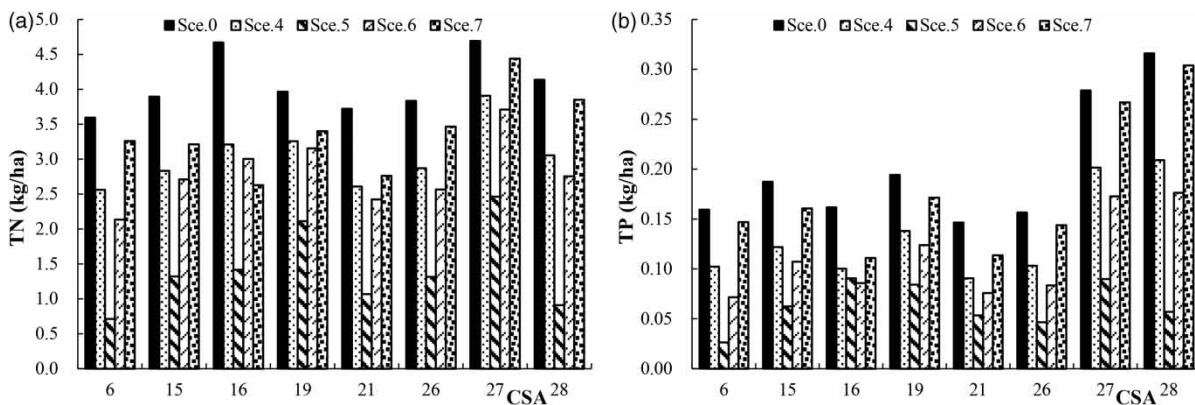 (a)
Sce.0 Sce.4 Sce.5 Sce.6 Sce.7
5.0
4.5
4.0
3.5
3.0
2.5
2.0
1.5
1.0
0.5
0.0
TN (kg/ha)
6 15 16 19 21 26 27 28
CSA
(b)
Sce.0 Sce.4 Sce.5 Sce.6 Sce.7
0.35
0.30
0.25
0.20
0.15
0.10
0.05
0.00
TP (kg/ha)
6 15 16 19 21 26 27 28
CSA